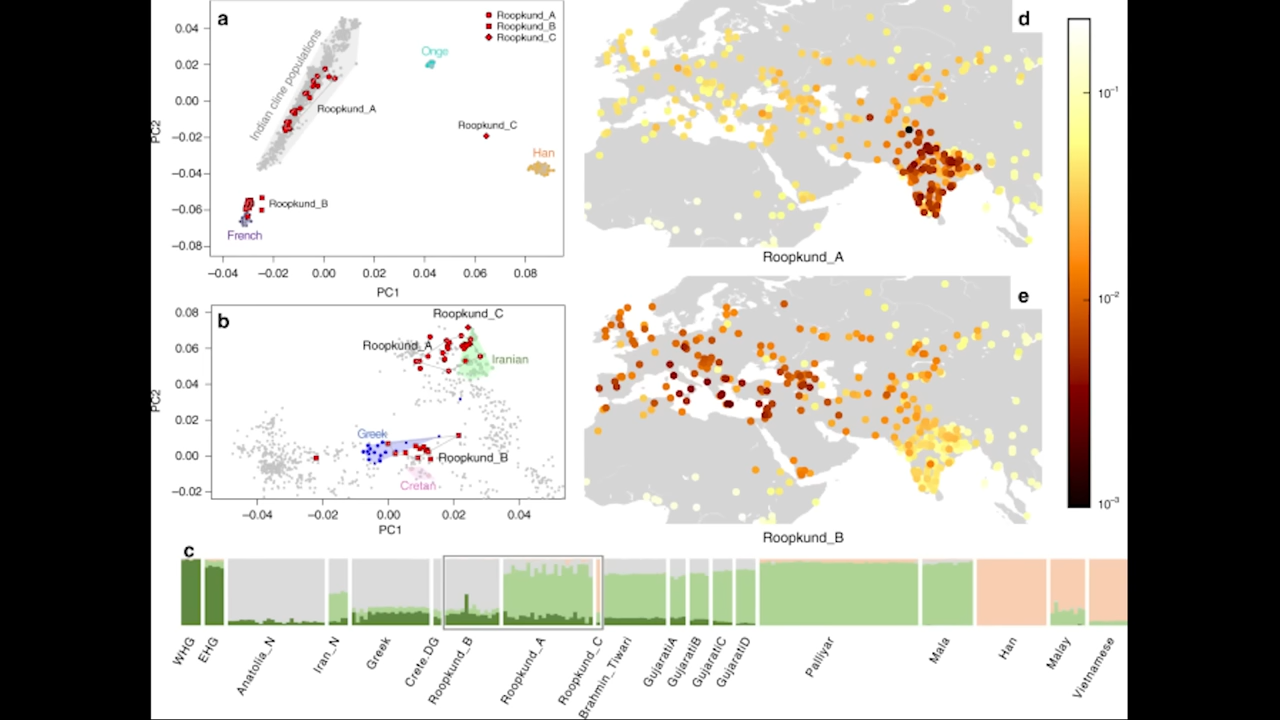 a
Roopkund_A
Roopkund_B
Roopkund_C
0.04
0.02
0.00
−0.02
−0.04
−0.06
−0.08
PC2
Indian cline populations
Onge
Roopkund_A
Roopkund_C
Han
Roopkund_B
French
−0.04
−0.02
0.00
0.02
0.04
0.06
0.08
PC1
b
0.08
0.06
0.04
0.02
0.00
−0.02
PC2
Roopkund_C
Roopkund_A
Iranian
Greek
Roopkund_B
Cretan
−0.04
−0.02
0.00
0.02
0.04
PC1
d
Roopkund_A
e
Roopkund_B
10⁻¹
10⁻²
10⁻³
c
WHG
EHG
Anatolia_N
Iran_N
Greek
Crete.DG
Roopkund_B
Roopkund_A
Roopkund_C
Brahmin_Tiwari
GujaratiA
GujaratiB
GujaratiC
GujaratiD
Palliyar
Mala
Han
Malay
Vietnamese